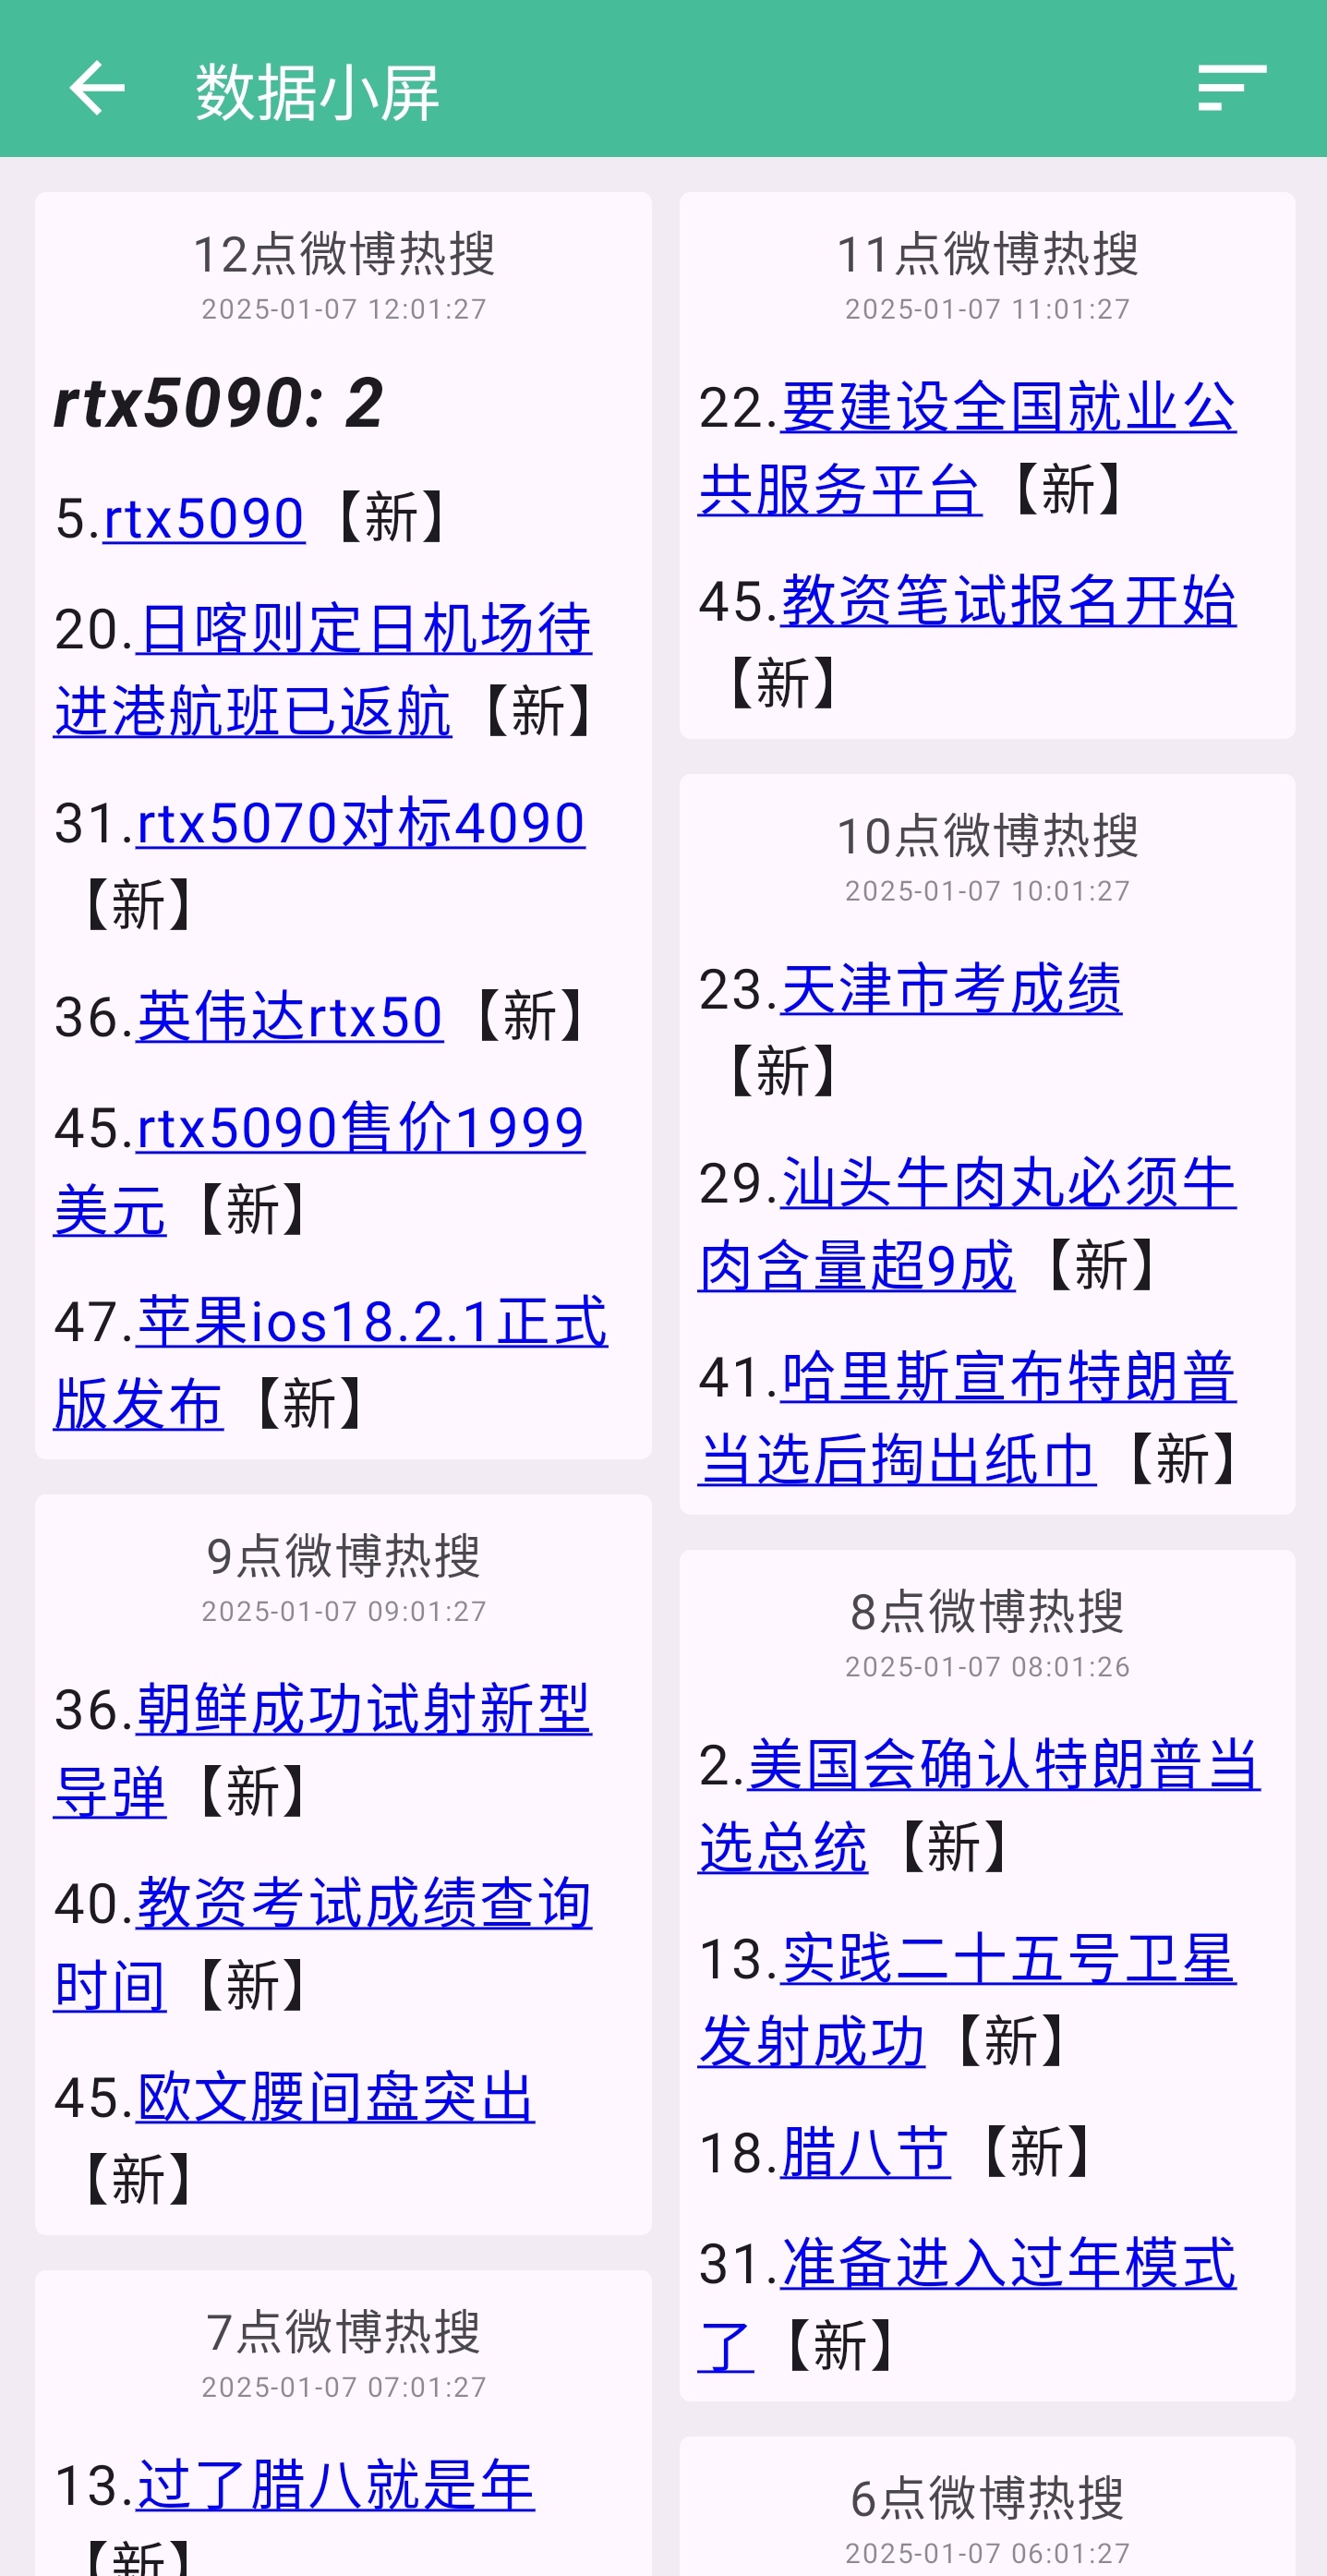 数据小屏
12点微博热搜
2025-01-07 12:01:27
rtx5090: 2
5.rtx5090【新】
20.日喀则定日机场待
进港航班已返航【新】
31.rtx5070对标4090
【新】
36.英伟达rtx50【新】
45.rtx5090售价1999
美元【新】
47.苹果ios18.2.1正式
版发布【新】
11点微博热搜
2025-01-07 11:01:27
22.要建设全国就业公
共服务平台【新】
45.教资笔试报名开始
【新】
10点微博热搜
2025-01-07 10:01:27
23.天津市考成绩
【新】
29.汕头牛肉丸必须牛
肉含量超9成【新】
41.哈里斯宣布特朗普
当选后掏出纸巾【新】
9点微博热搜
2025-01-07 09:01:27
36.朝鲜成功试射新型
导弹【新】
40.教资考试成绩查询
时间【新】
45.欧文腰间盘突出
【新】
8点微博热搜
2025-01-07 08:01:26
2.美国会确认特朗普当
选总统【新】
13.实践二十五号卫星
发射成功【新】
18.腊八节【新】
31.准备进入过年模式
了【新】
7点微博热搜
2025-01-07 07:01:27
13.过了腊八就是年
【新】
6点微博热搜
2025-01-07 06:01:27